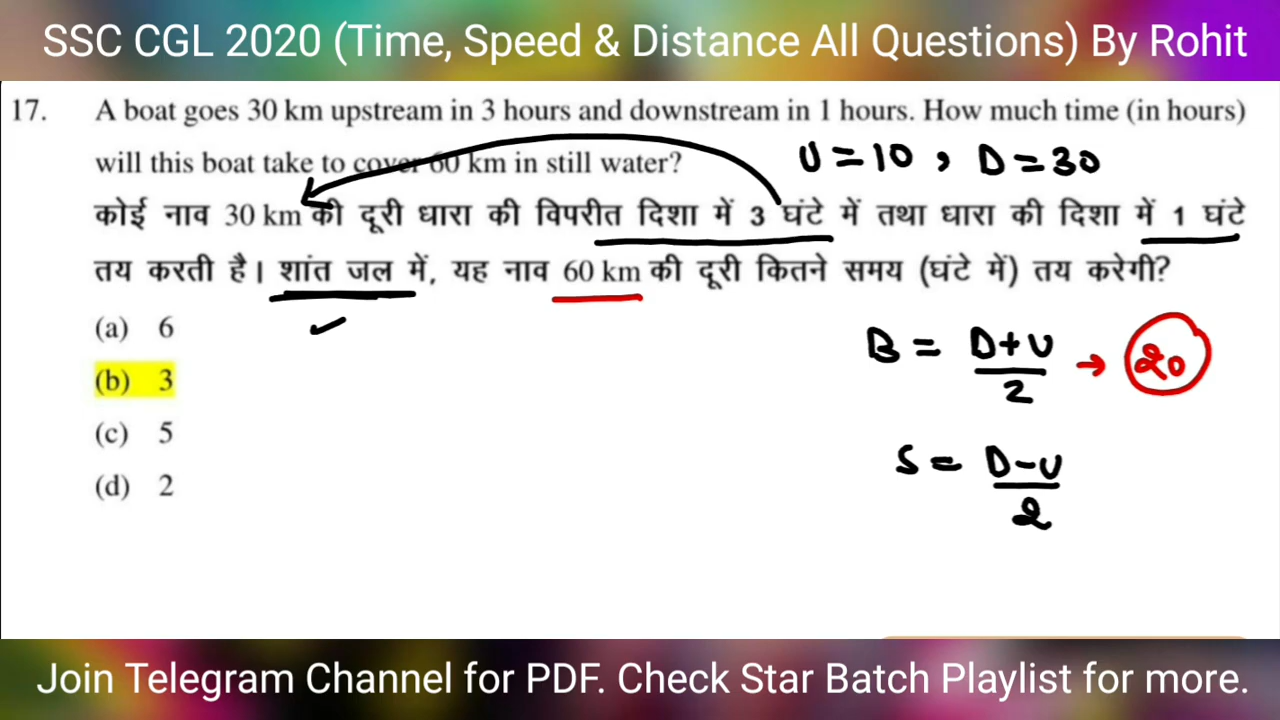 SSC CGL 2020 (Time, Speed & Distance All Questions) By Rohit
17. A boat goes 30 km upstream in 3 hours and downstream in 1 hours. How much time (in hours)
will this boat take to cover 60 km in still water?
U = 10 , D = 30
कोई नाव 30 km की दूरी धारा की विपरीत दिशा में 3 घंटे में तथा धारा की दिशा में 1 घंटे
तय करती है। शांत जल में, यह नाव 60 km की दूरी कितने समय (घंटे में) तय करेगी?
(a) 6
(b) 3
(c) 5
(d) 2
B = D+U / 2 → 20
S = D-U / 2
Join Telegram Channel for PDF. Check Star Batch Playlist for more.